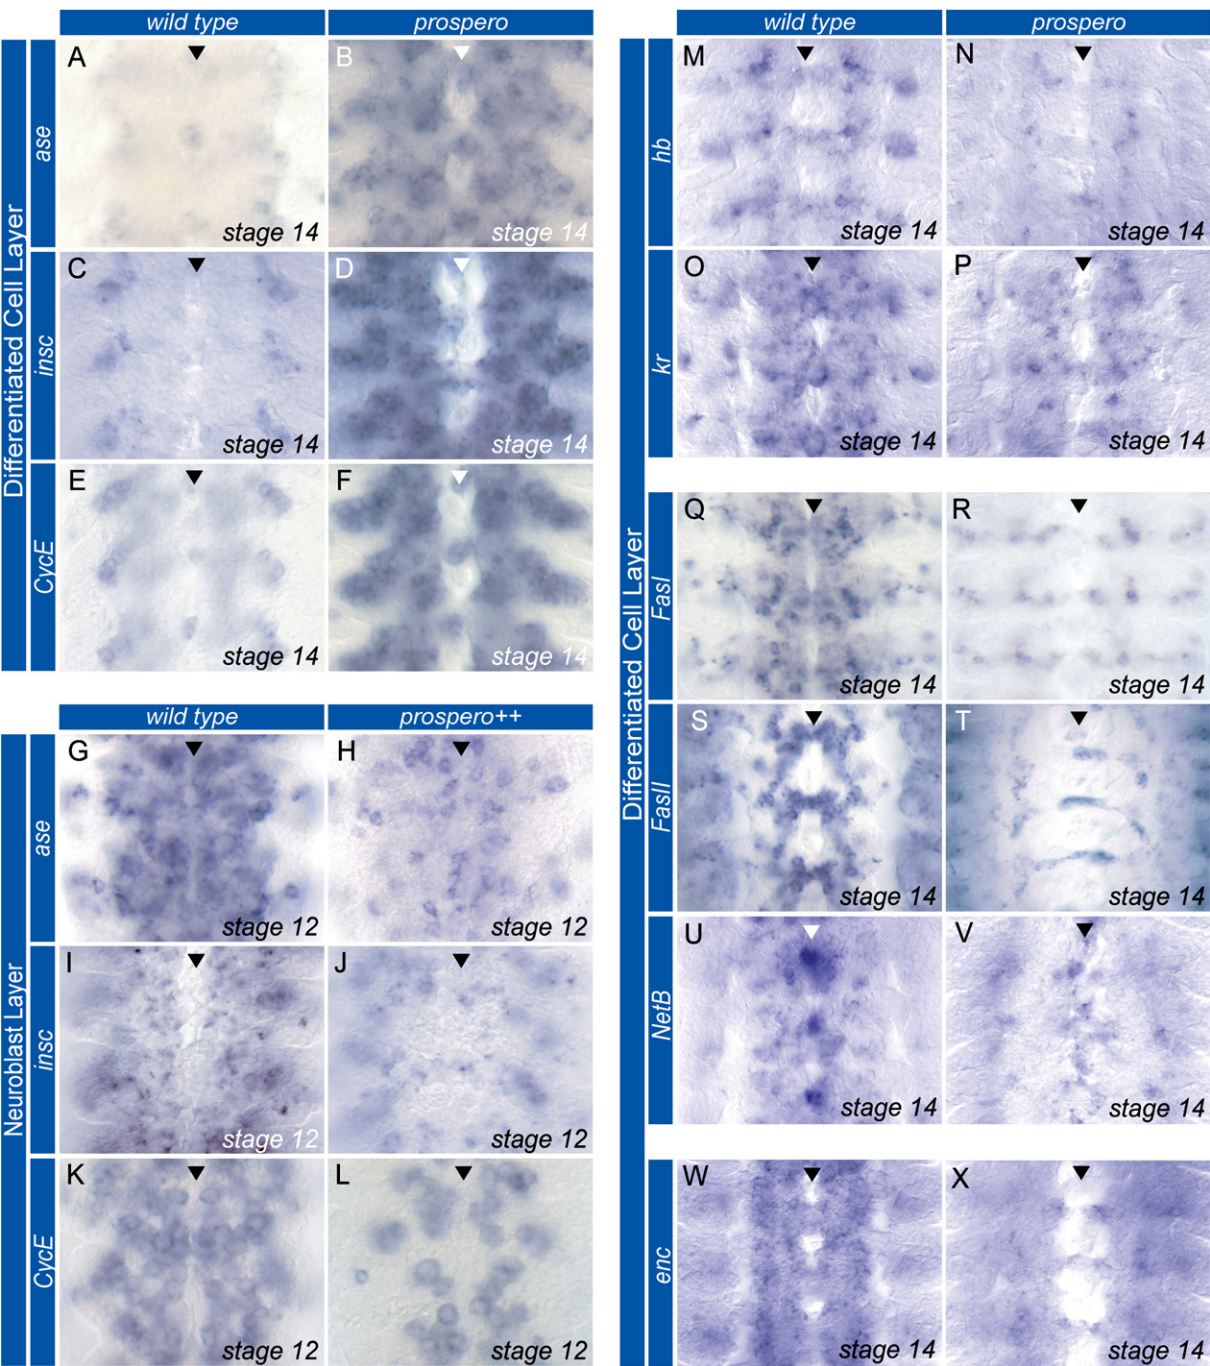 wild type
prospero
Differentiated Cell Layer
ase
A
stage 14
B
stage 14
insc
C
stage 14
D
stage 14
CycE
E
stage 14
F
stage 14
wild type
prospero++
Neuroblast Layer
ase
G
stage 12
H
stage 12
insc
I
stage 12
J
stage 12
CycE
K
stage 12
L
stage 12
wild type
prospero
Differentiated Cell Layer
hb
M
stage 14
N
stage 14
kr
O
stage 14
P
stage 14
FasI
Q
stage 14
R
stage 14
FasII
S
stage 14
T
stage 14
NetB
U
stage 14
V
stage 14
enc
W
stage 14
X
stage 14